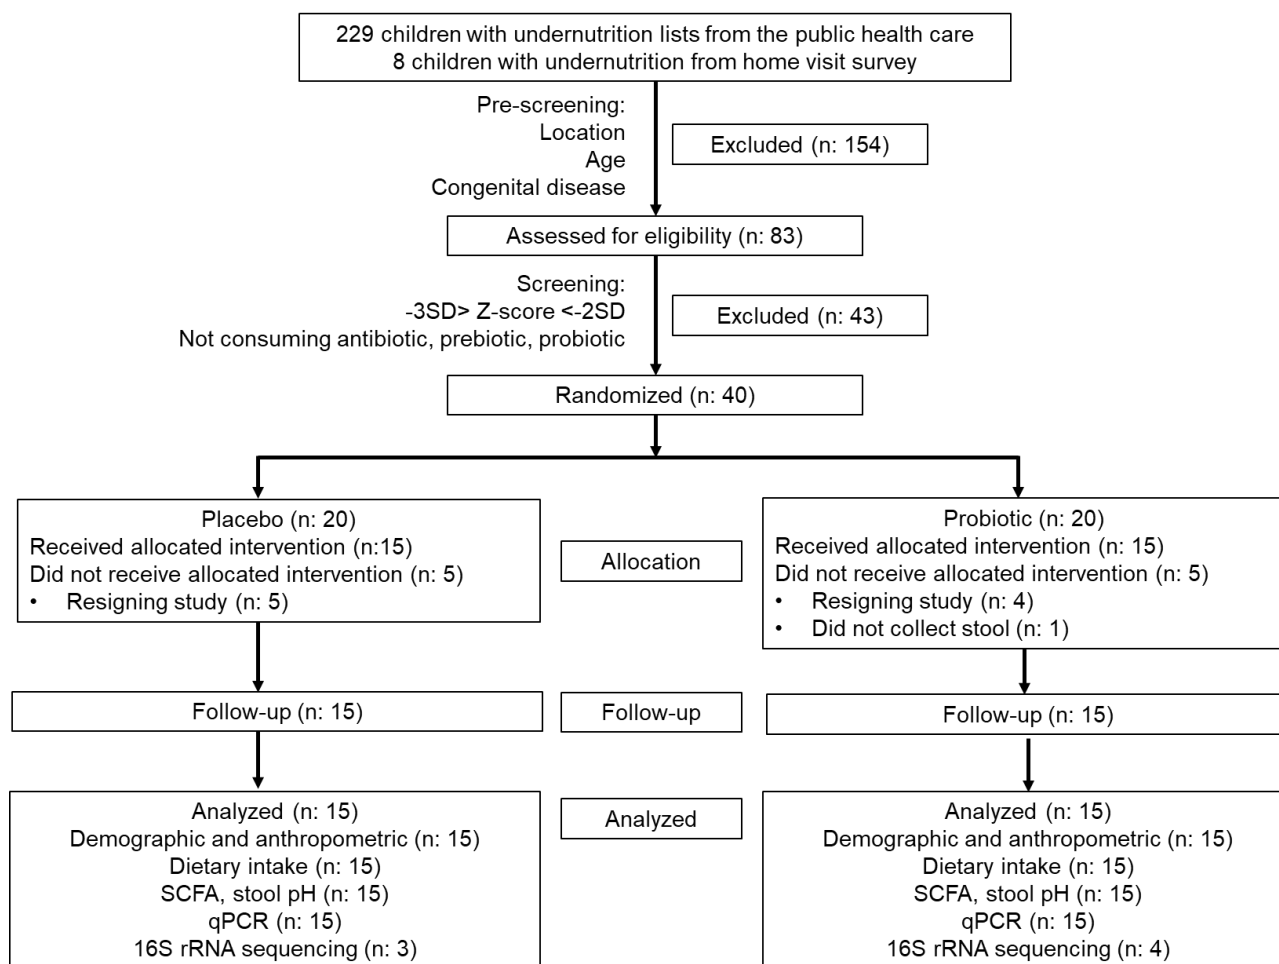 229 children with undernutrition lists from the public health care
8 children with undernutrition from home visit survey
Pre-screening:
Location
Age
Congenital disease
Excluded (n: 154)
Assessed for eligibility (n: 83)
Screening:
-3SD> Z-score <-2SD
Not consuming antibiotic, prebiotic, probiotic
Excluded (n: 43)
Randomized (n: 40)
Placebo (n: 20)
Received allocated intervention (n:15)
Did not receive allocated intervention (n: 5)
• Resigning study (n: 5)
Allocation
Probiotic (n: 20)
Received allocated intervention (n: 15)
Did not receive allocated intervention (n: 5)
• Resigning study (n: 4)
• Did not collect stool (n: 1)
Follow-up (n: 15)
Follow-up
Follow-up (n: 15)
Analyzed (n: 15)
Demographic and anthropometric (n: 15)
Dietary intake (n: 15)
SCFA, stool pH (n: 15)
qPCR (n: 15)
16S rRNA sequencing (n: 3)
Analyzed
Analyzed (n: 15)
Demographic and anthropometric (n: 15)
Dietary intake (n: 15)
SCFA, stool pH (n: 15)
qPCR (n: 15)
16S rRNA sequencing (n: 4)